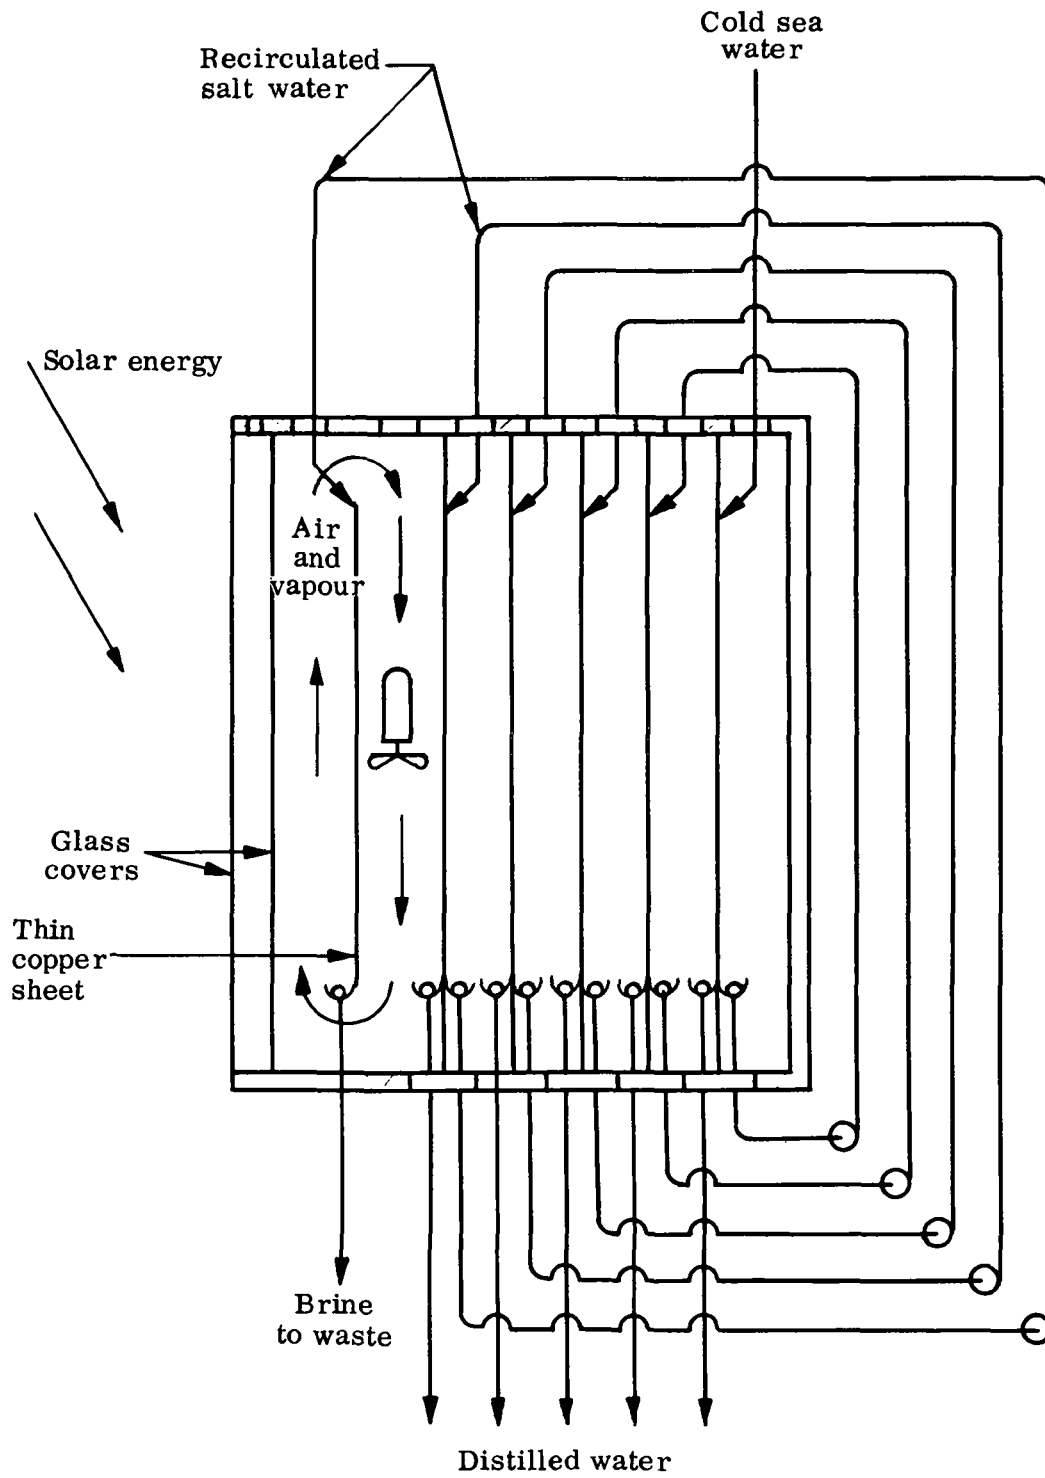 Cold sea
water
Recirculated
salt water
Solar energy
Air
and
vapour
Glass
covers
Thin
copper
sheet
Brine
to waste
Distilled water